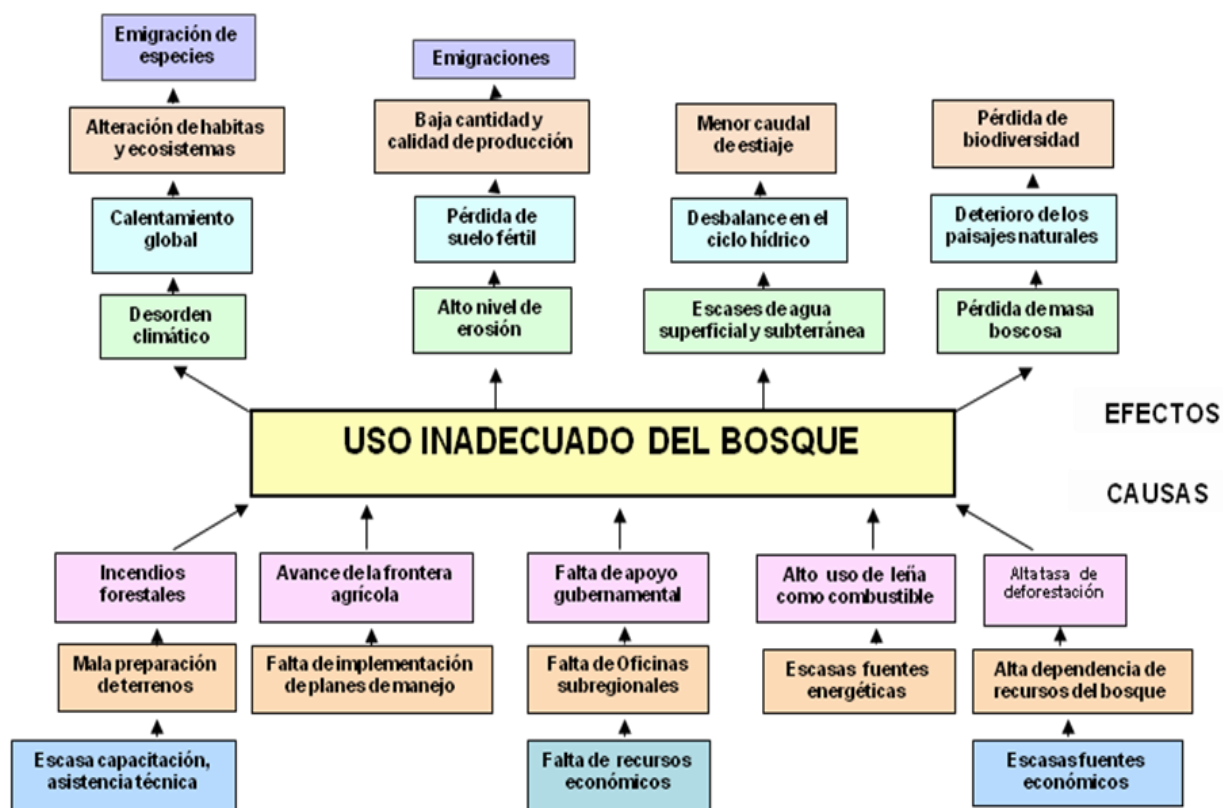 Emigración de
especies
Emigraciones
Alteración de habitas
y ecosistemas
Baja cantidad y
calidad de producción
Menor caudal
de estiaje
Pérdida de
biodiversidad
Calentamiento
global
Pérdida de
suelo fértil
Desbalance en el
ciclo hídrico
Deterioro de los
paisajes naturales
Desorden
climático
Alto nivel de
erosión
Escases de agua
superficial y subterránea
Pérdida de masa
boscosa
EFECTOS
USO INADECUADO DEL BOSQUE
CAUSAS
Incendios
forestales
Avance de la frontera
agrícola
Falta de apoyo
gubernamental
Alto uso de leña
como combustible
Alta tasa de
deforestación
Mala preparación
de terrenos
Falta de implementación
de planes de manejo
Falta de Oficinas
subregionales
Escasas fuentes
energéticas
Alta dependencia de
recursos del bosque
Escasa capacitación,
asistencia técnica
Falta de recursos
económicos
Escasas fuentes
económicos